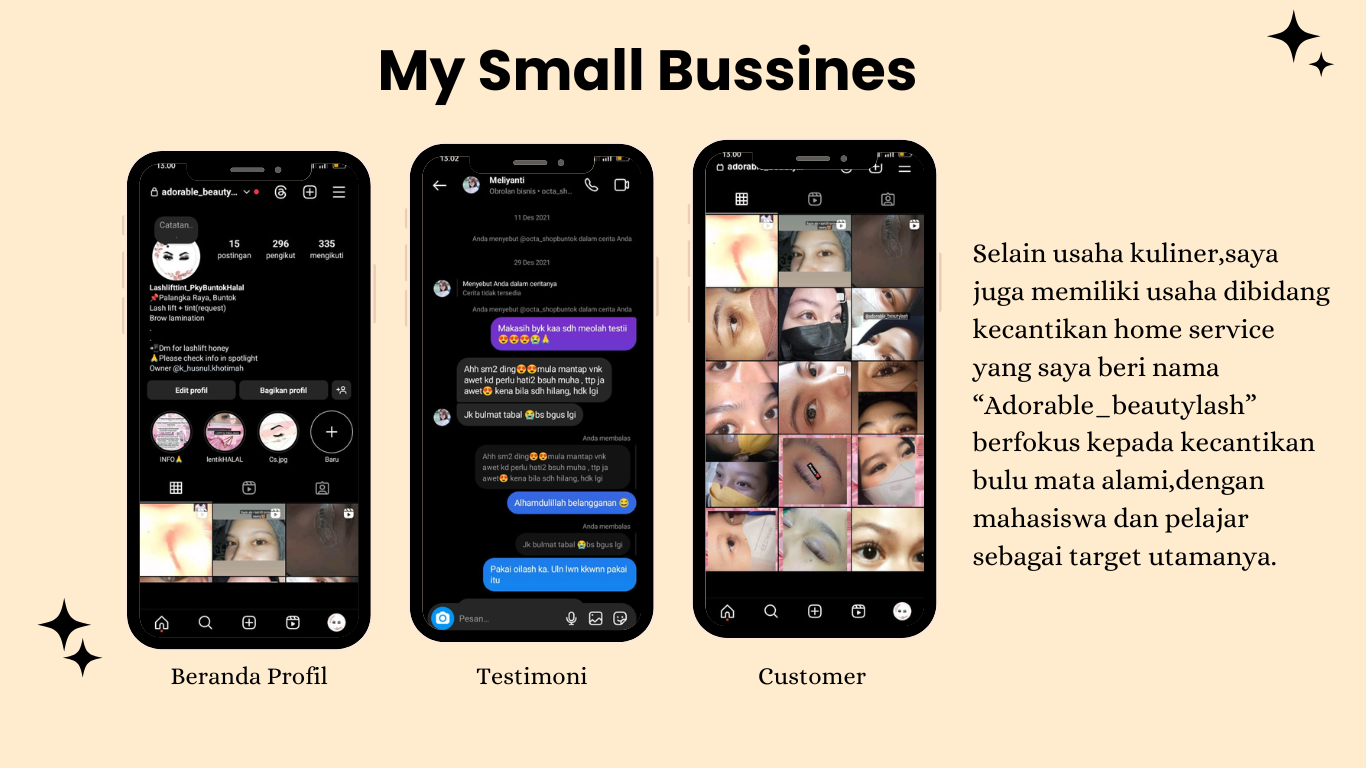 My Small Bussines
13.00
adorable_beauty...
Catatan..
15 296 335
postingan pengikut mengikuti
Lashlifttint_PkyBuntokHalal
📌Palangka Raya, Buntok
Lash lift + tint(request)
Brow lamination
.
.
📲Dm for lashlift honey
🙏Please check info in spotlight
Owner @k_husnul.khotimah
Edit profil Bagikan profil
INFO🙏 lentikHALAL Cs.jpg Baru
Beranda Profil
13.02
Meliyanti
Obrolan bisnis • octa_sh...
11 Des 2021
Anda menyebut @octa_shopbuntok dalam cerita Anda
29 Des 2021
Menyebut Anda dalam ceritanya
Cerita tidak tersedia
Anda menyebut @octa_shopbuntok dalam cerita Anda
Makasih byk kaa sdh meolah testii
😍😍😍😭🙏
Ahh sm2 ding😍😍mula mantap vnk
awet kd perlu hati2 bsuh muha , ttp ja
awet😍 kena bila sdh hilang, hdk lgi
Jk bulmat tabal 😭bs bgus lgi
Anda membalas
Ahh sm2 ding😍😍mula mantap vnk
awet kd perlu hati2 bsuh muha , ttp ja
awet😍 kena bila sdh hilang, hdk lgi
Alhamdulillah belangganan 😂
Anda membalas
Jk bulmat tabal 😭bs bgus lgi
Pakai oilash ka. Uln lwn kkwnn pakai
itu
Pesan...
Testimoni
13.00
Customer
Selain usaha kuliner,saya
juga memiliki usaha dibidang
kecantikan home service
yang saya beri nama
“Adorable_beautylash”
berfokus kepada kecantikan
bulu mata alami,dengan
mahasiswa dan pelajar
sebagai target utamanya.